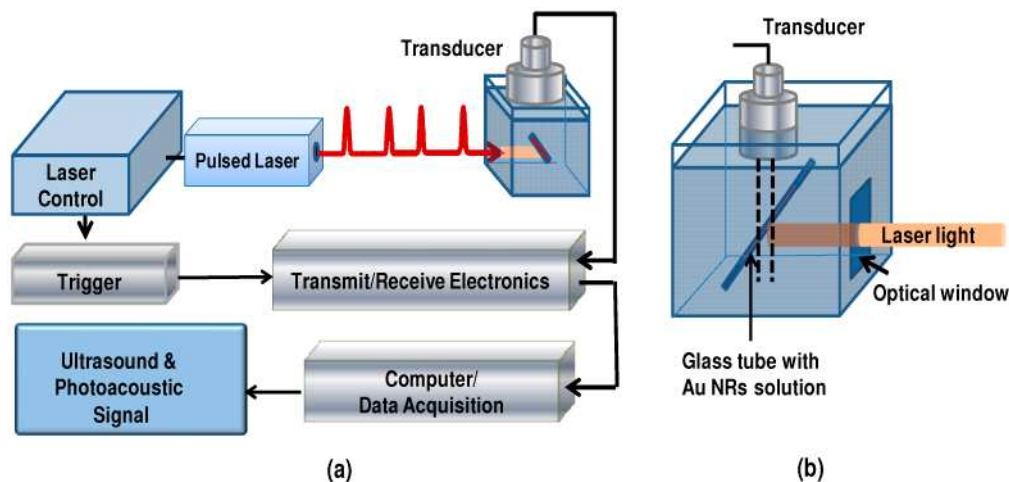 Transducer
Pulsed Laser
Laser
Control
Trigger
Transmit/Receive Electronics
Ultrasound &
Photoacoustic
Signal
Computer/
Data Acquisition
(a)
Transducer
Laser light
Optical window
Glass tube with
Au NRs solution
(b)